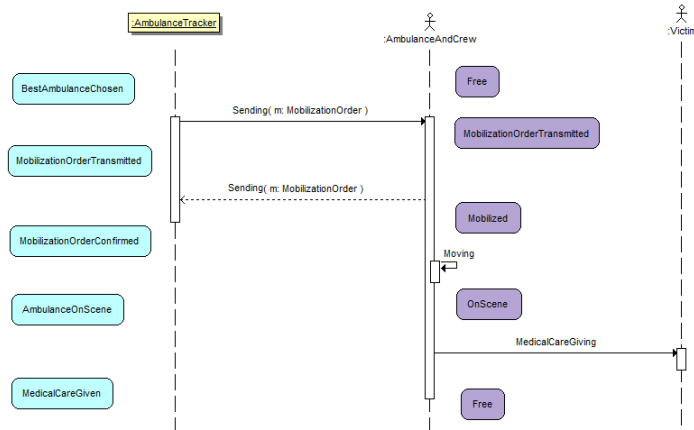 :AmbulanceTracker
:AmbulanceAndCrew
:Victim
BestAmbulanceChosen
Free
Sending( m: MobilizationOrder )
MobilizationOrderTransmitted
MobilizationOrderTransmitted
Sending( m: MobilizationOrder )
Mobilized
MobilizationOrderConfirmed
Moving
AmbulanceOnScene
OnScene
MedicalCareGiving
MedicalCareGiven
Free